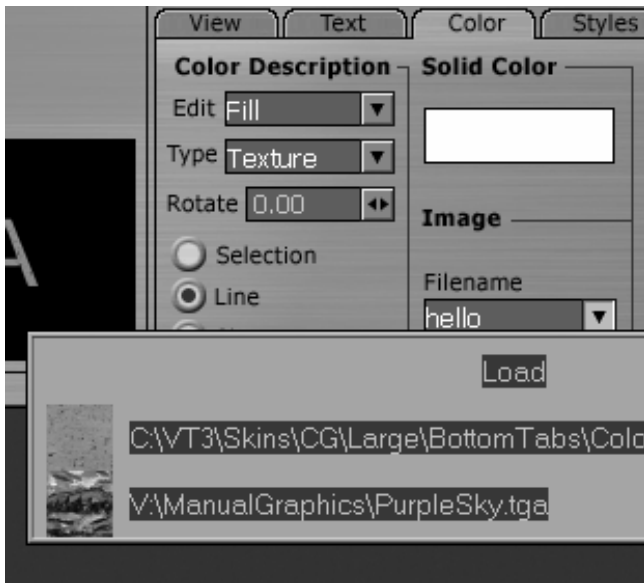 View Text Color Styles
Color Description
Edit Fill
Type Texture
Rotate 0.00
Selection
Line
Solid Color
Image
Filename
hello
A
Load
C:\VT3\Skins\CG\Large\BottomTabs\Colo
V:\ManualGraphics\PurpleSky.tga